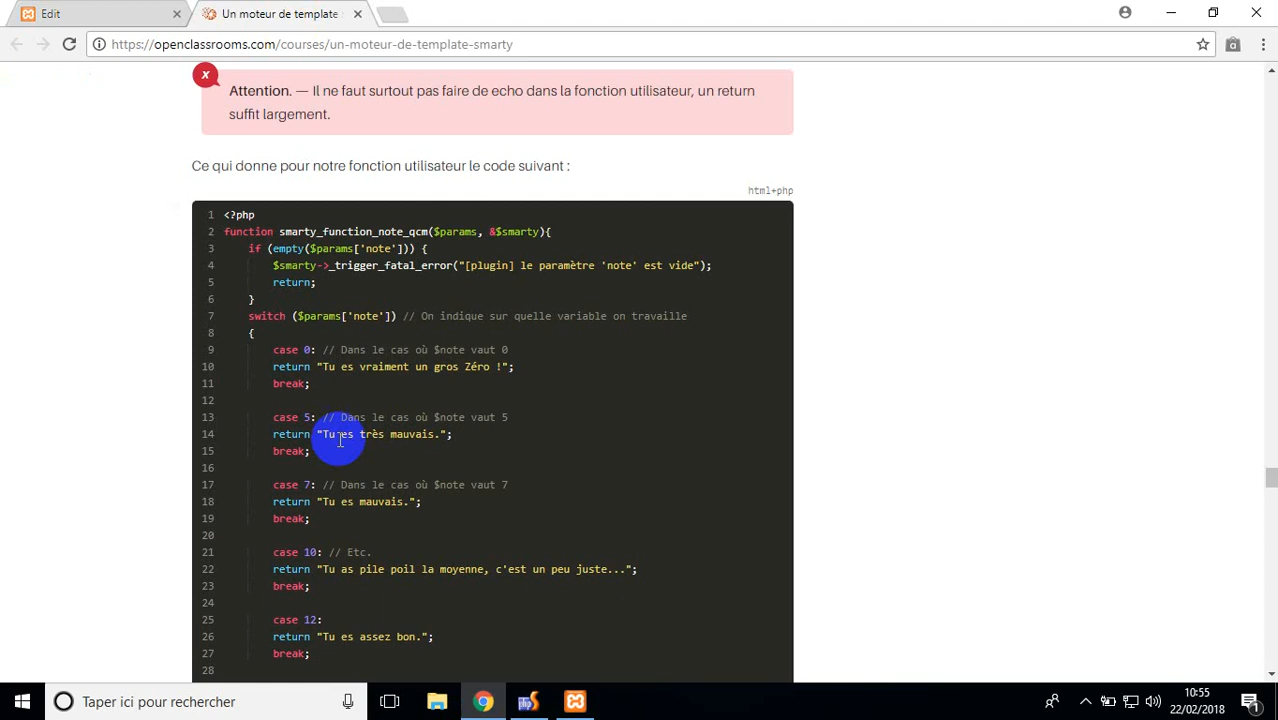 Edit
Un moteur de template
https://openclassrooms.com/courses/un-moteur-de-template-smarty
Attention. — Il ne faut surtout pas faire de echo dans la fonction utilisateur, un return
suffit largement.
Ce qui donne pour notre fonction utilisateur le code suivant :
html+php
1 <?php
2 function smarty_function_note_qcm($params, &$smarty){
3 if (empty($params['note'])) {
4 $smarty->_trigger_fatal_error("[plugin] le paramètre 'note' est vide");
5 return;
6 }
7 switch ($params['note']) // On indique sur quelle variable on travaille
8 {
9 case 0: // Dans le cas où $note vaut 0
10 return "Tu es vraiment un gros Zéro !";
11 break;
12
13 case 5: // Dans le cas où $note vaut 5
14 return "Tu es très mauvais.";
15 break;
16
17 case 7: // Dans le cas où $note vaut 7
18 return "Tu es mauvais.";
19 break;
20
21 case 10: // Etc.
22 return "Tu as pile poil la moyenne, c'est un peu juste...";
23 break;
24
25 case 12:
26 return "Tu es assez bon.";
27 break;
28
Taper ici pour rechercher
10:55
22/02/2018